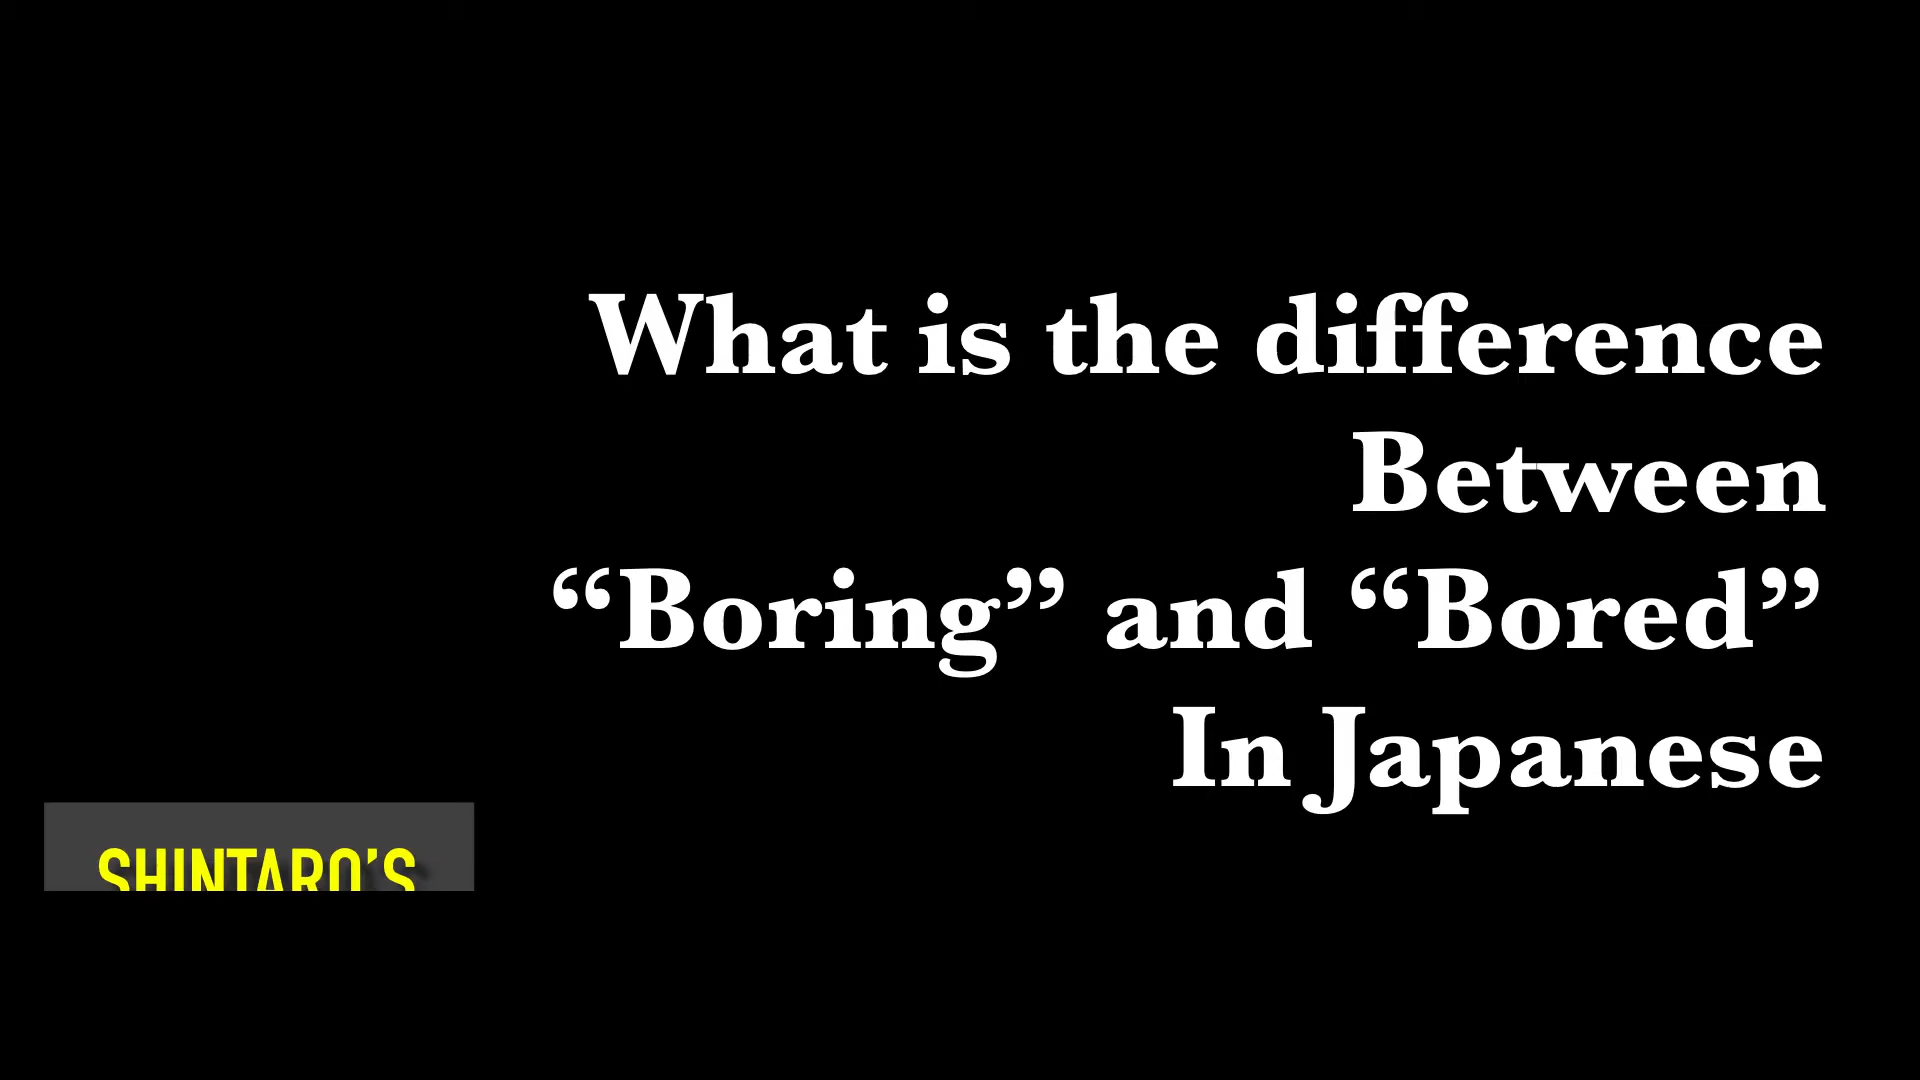 What is the difference
Between
“Boring” and “Bored”
In Japanese
SHINTARO’S